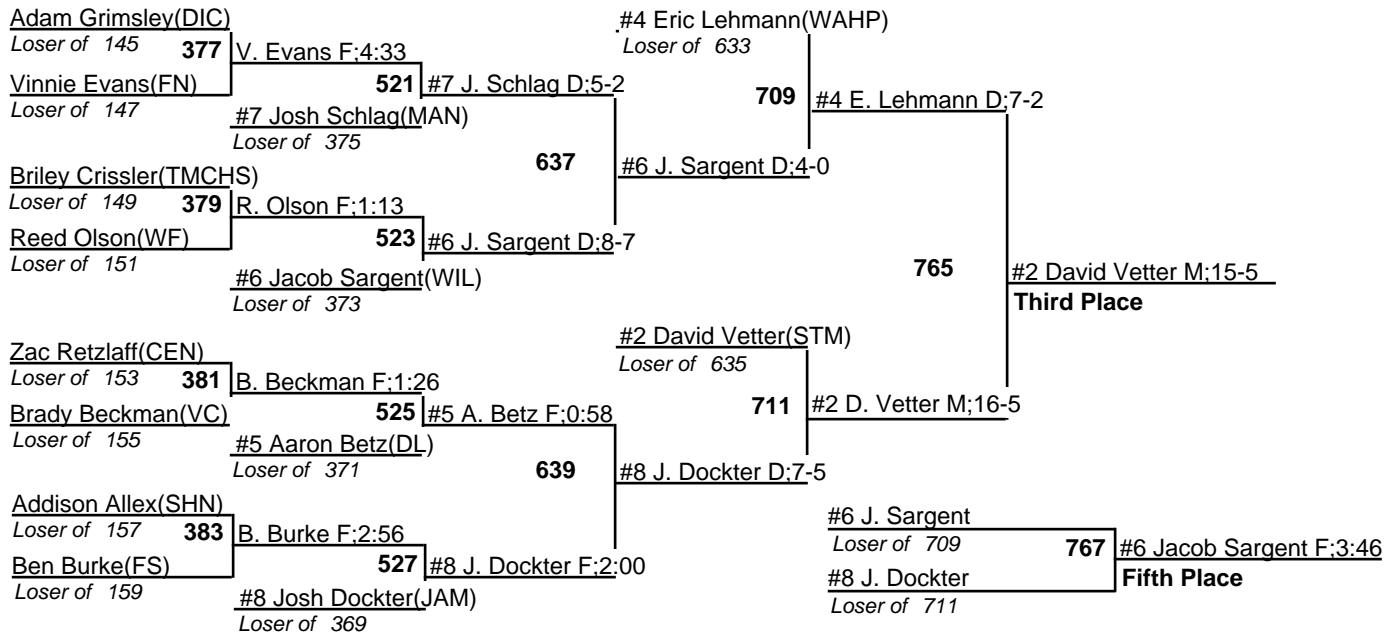 Adam Grimsley(DIC)
Loser of 145
377
V. Evans F;4:33
Vinnie Evans(FN)
Loser of 147
521
#7 J. Schlag D;5-2
#7 Josh Schlag(MAN)
Loser of 375
637
#6 J. Sargent D;4-0
Briley Crissler(TMCHS)
Loser of 149
379
R. Olson F;1:13
Reed Olson(WF)
Loser of 151
523
#6 J. Sargent D;8-7
#6 Jacob Sargent(WIL)
Loser of 373
#4 Eric Lehmann(WAHP)
Loser of 633
709
#4 E. Lehmann D;7-2
765
#2 David Vetter M;15-5
Third Place
Zac Retzlaff(CEN)
Loser of 153
381
B. Beckman F;1:26
Brady Beckman(VC)
Loser of 155
525
#5 A. Betz F;0:58
#5 Aaron Betz(DL)
Loser of 371
639
#8 J. Dockter D;7-5
Addison Allex(SHN)
Loser of 157
383
B. Burke F;2:56
Ben Burke(FS)
Loser of 159
527
#8 J. Dockter F;2:00
#8 Josh Dockter(JAM)
Loser of 369
#2 David Vetter(STM)
Loser of 635
711
#2 D. Vetter M;16-5
#6 J. Sargent
Loser of 709
767
#6 Jacob Sargent F;3:46
Fifth Place
#8 J. Dockter
Loser of 711